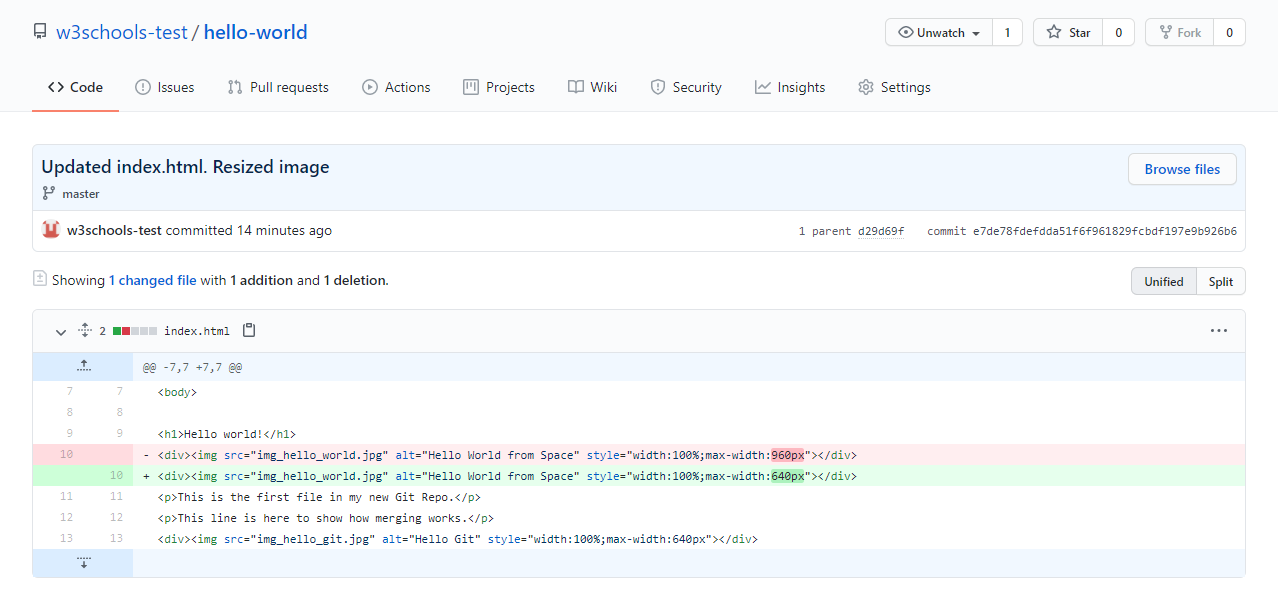 w3schools-test / hello-world
Unwatch 1 Star 0 Fork 0
Code Issues Pull requests Actions Projects Wiki Security Insights Settings
Updated index.html. Resized image
Browse files
master
w3schools-test committed 14 minutes ago 1 parent d29d69f commit e7de78fdefdda51f6f961829fcbdf197e9b926b6
Showing 1 changed file with 1 addition and 1 deletion.
Unified Split
2 index.html
@@ -7,7 +7,7 @@
7 7 <body>
8 8
9 9 <h1>Hello world!</h1>
10 - <div><img src="img_hello_world.jpg" alt="Hello World from Space" style="width:100%;max-width:960px"></div>
10 + <div><img src="img_hello_world.jpg" alt="Hello World from Space" style="width:100%;max-width:640px"></div>
11 11 <p>This is the first file in my new Git Repo.</p>
12 12 <p>This line is here to show how merging works.</p>
13 13 <div><img src="img_hello_git.jpg" alt="Hello Git" style="width:100%;max-width:640px"></div>